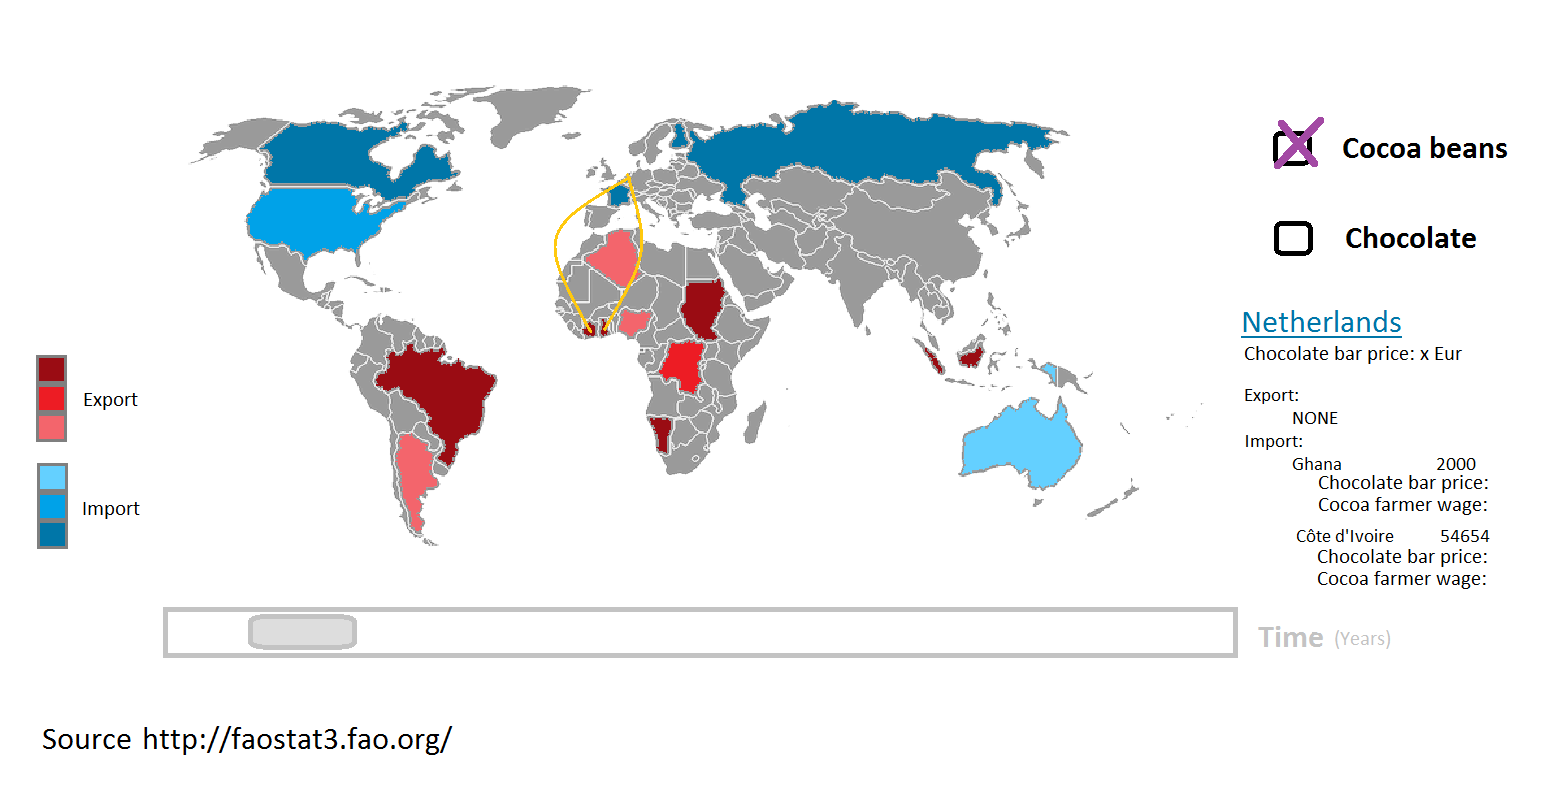 Cocoa beans
Chocolate
Netherlands
Chocolate bar price: x Eur
Export:
NONE
Import:
Ghana 2000
Chocolate bar price:
Cocoa farmer wage:
Côte d'Ivoire 54654
Chocolate bar price:
Cocoa farmer wage:
Export
Import
Time (Years)
Source http://faostat3.fao.org/